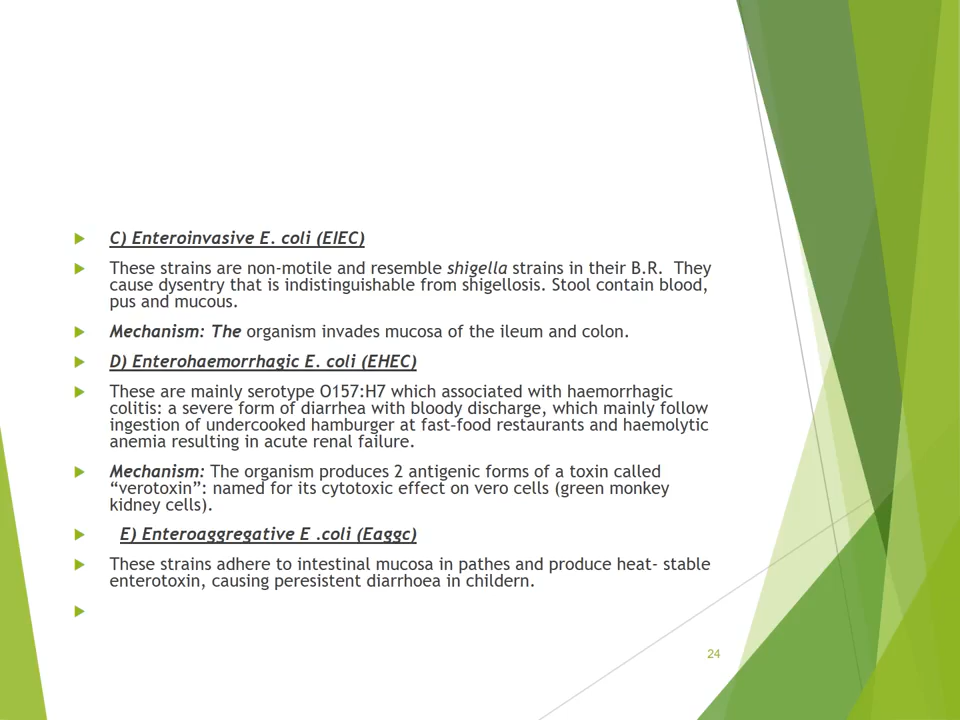 C) Enteroinvasive E. coli (EIEC)
These strains are non-motile and resemble shigella strains in their B.R. They
cause dysentry that is indistinguishable from shigellosis. Stool contain blood,
pus and mucous.
Mechanism: The organism invades mucosa of the ileum and colon.
D) Enterohaemorrhagic E. coli (EHEC)
These are mainly serotype O157:H7 which associated with haemorrhagic
colitis: a severe form of diarrhea with bloody discharge, which mainly follow
ingestion of undercooked hamburger at fast-food restaurants and haemolytic
anemia resulting in acute renal failure.
Mechanism: The organism produces 2 antigenic forms of a toxin called
“verotoxin”: named for its cytotoxic effect on vero cells (green monkey
kidney cells).
E) Enteroaggregative E .coli (Eaggc)
These strains adhere to intestinal mucosa in pathes and produce heat- stable
enterotoxin, causing peresistent diarrhoea in childern.
24